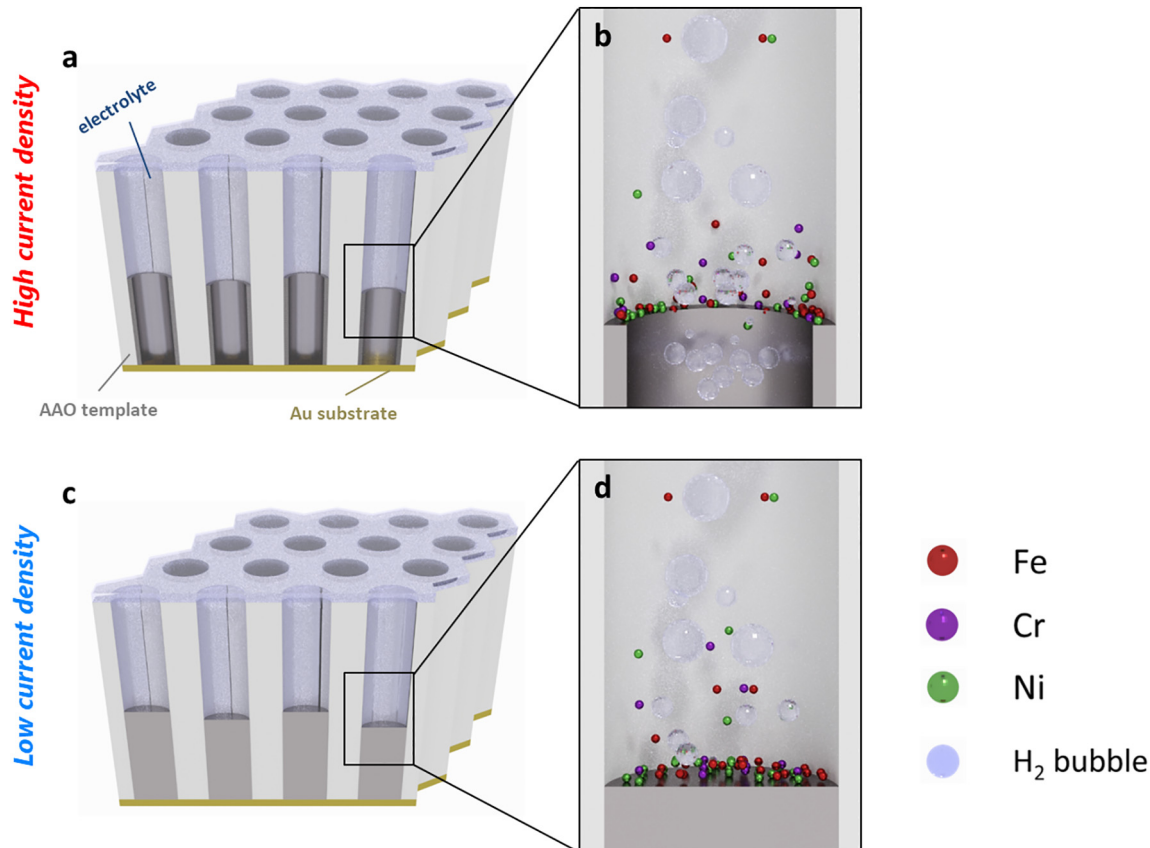 High current density
a
electrolyte
AAO template
Au substrate
b
Low current density
c
d
Fe
Cr
Ni
H₂ bubble